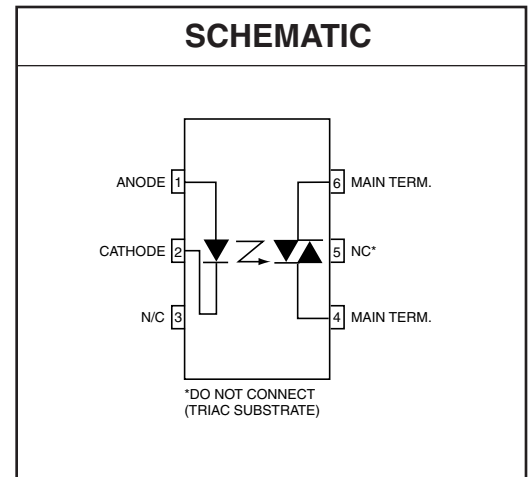 SCHEMATIC
ANODE 1
6 MAIN TERM.
CATHODE 2
5 NC*
N/C 3
4 MAIN TERM.
*DO NOT CONNECT
(TRIAC SUBSTRATE)